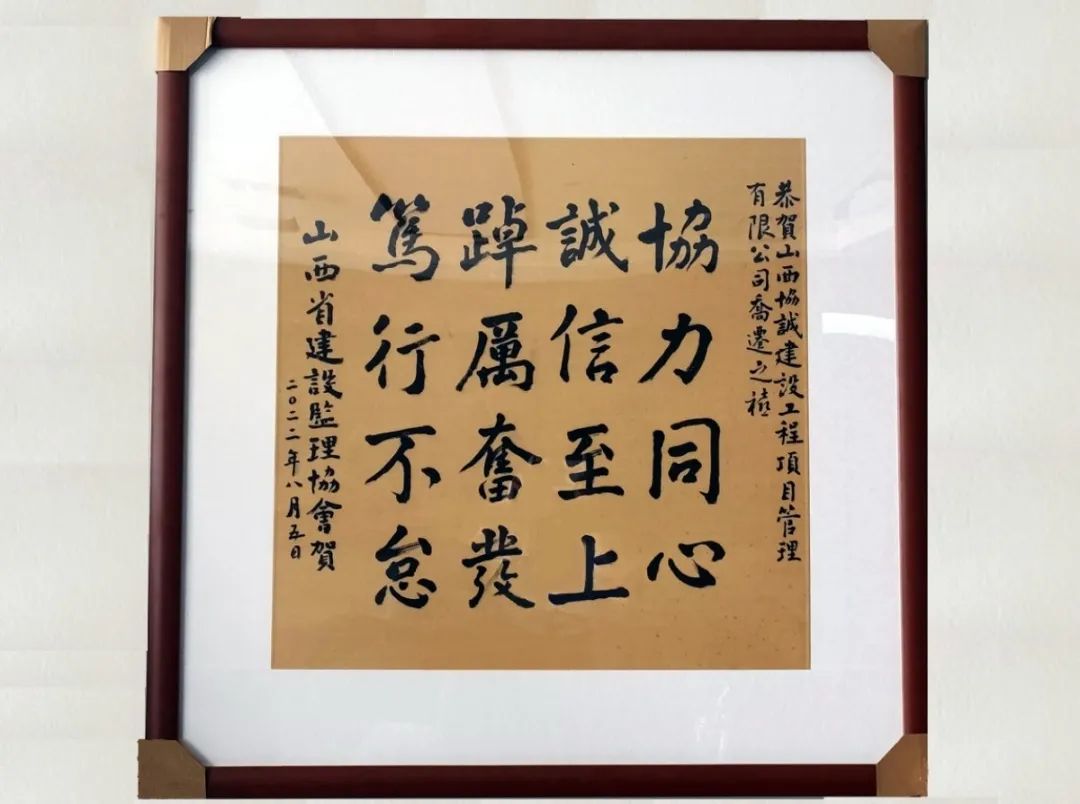 恭賀山西協誠建設工程項目管理
有限公司喬遷之禧
協力同心
誠信至上
踔厲奮發
篤行不怠
山西省建設監理協會賀
二〇二二年八月五日